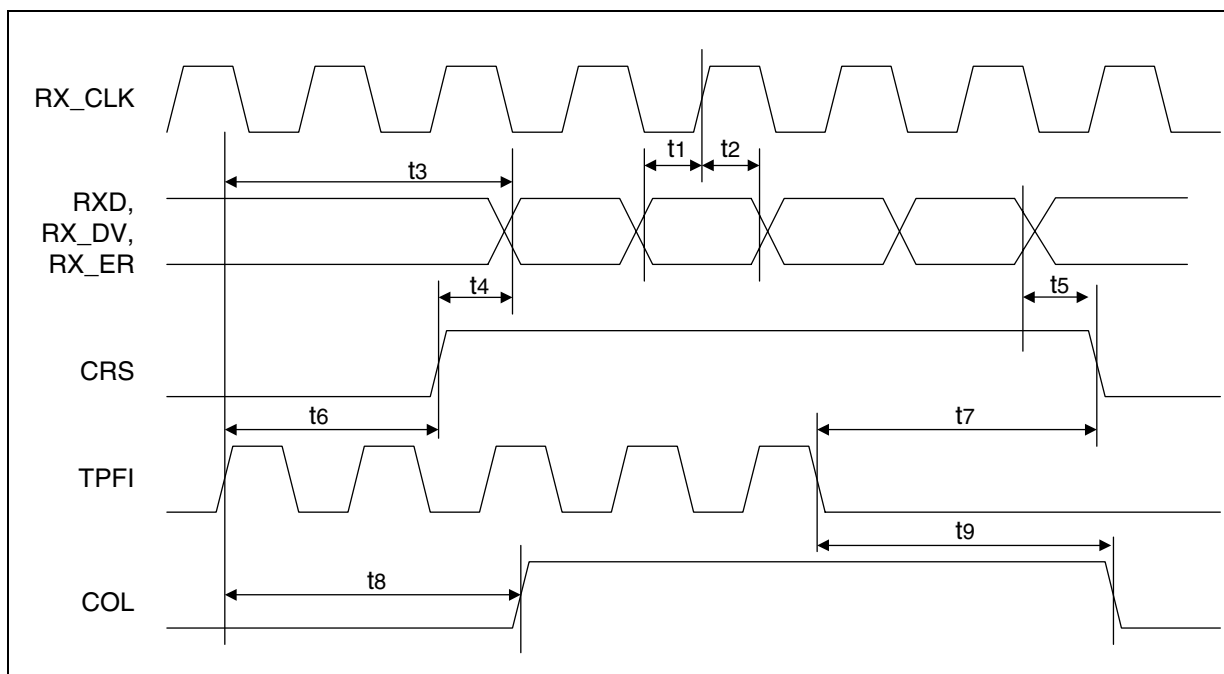 RX_CLK
t1
t2
t3
RXD,
RX_DV,
RX_ER
t4
t5
CRS
t6
t7
TPFI
t9
t8
COL